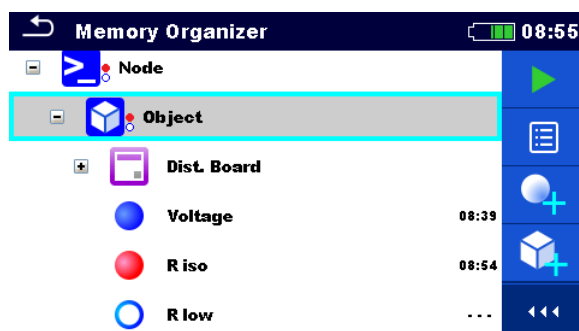 Memory Organizer 08:55
Node
Object
Dist. Board
Voltage 08:39
R iso 08:54
R low ---